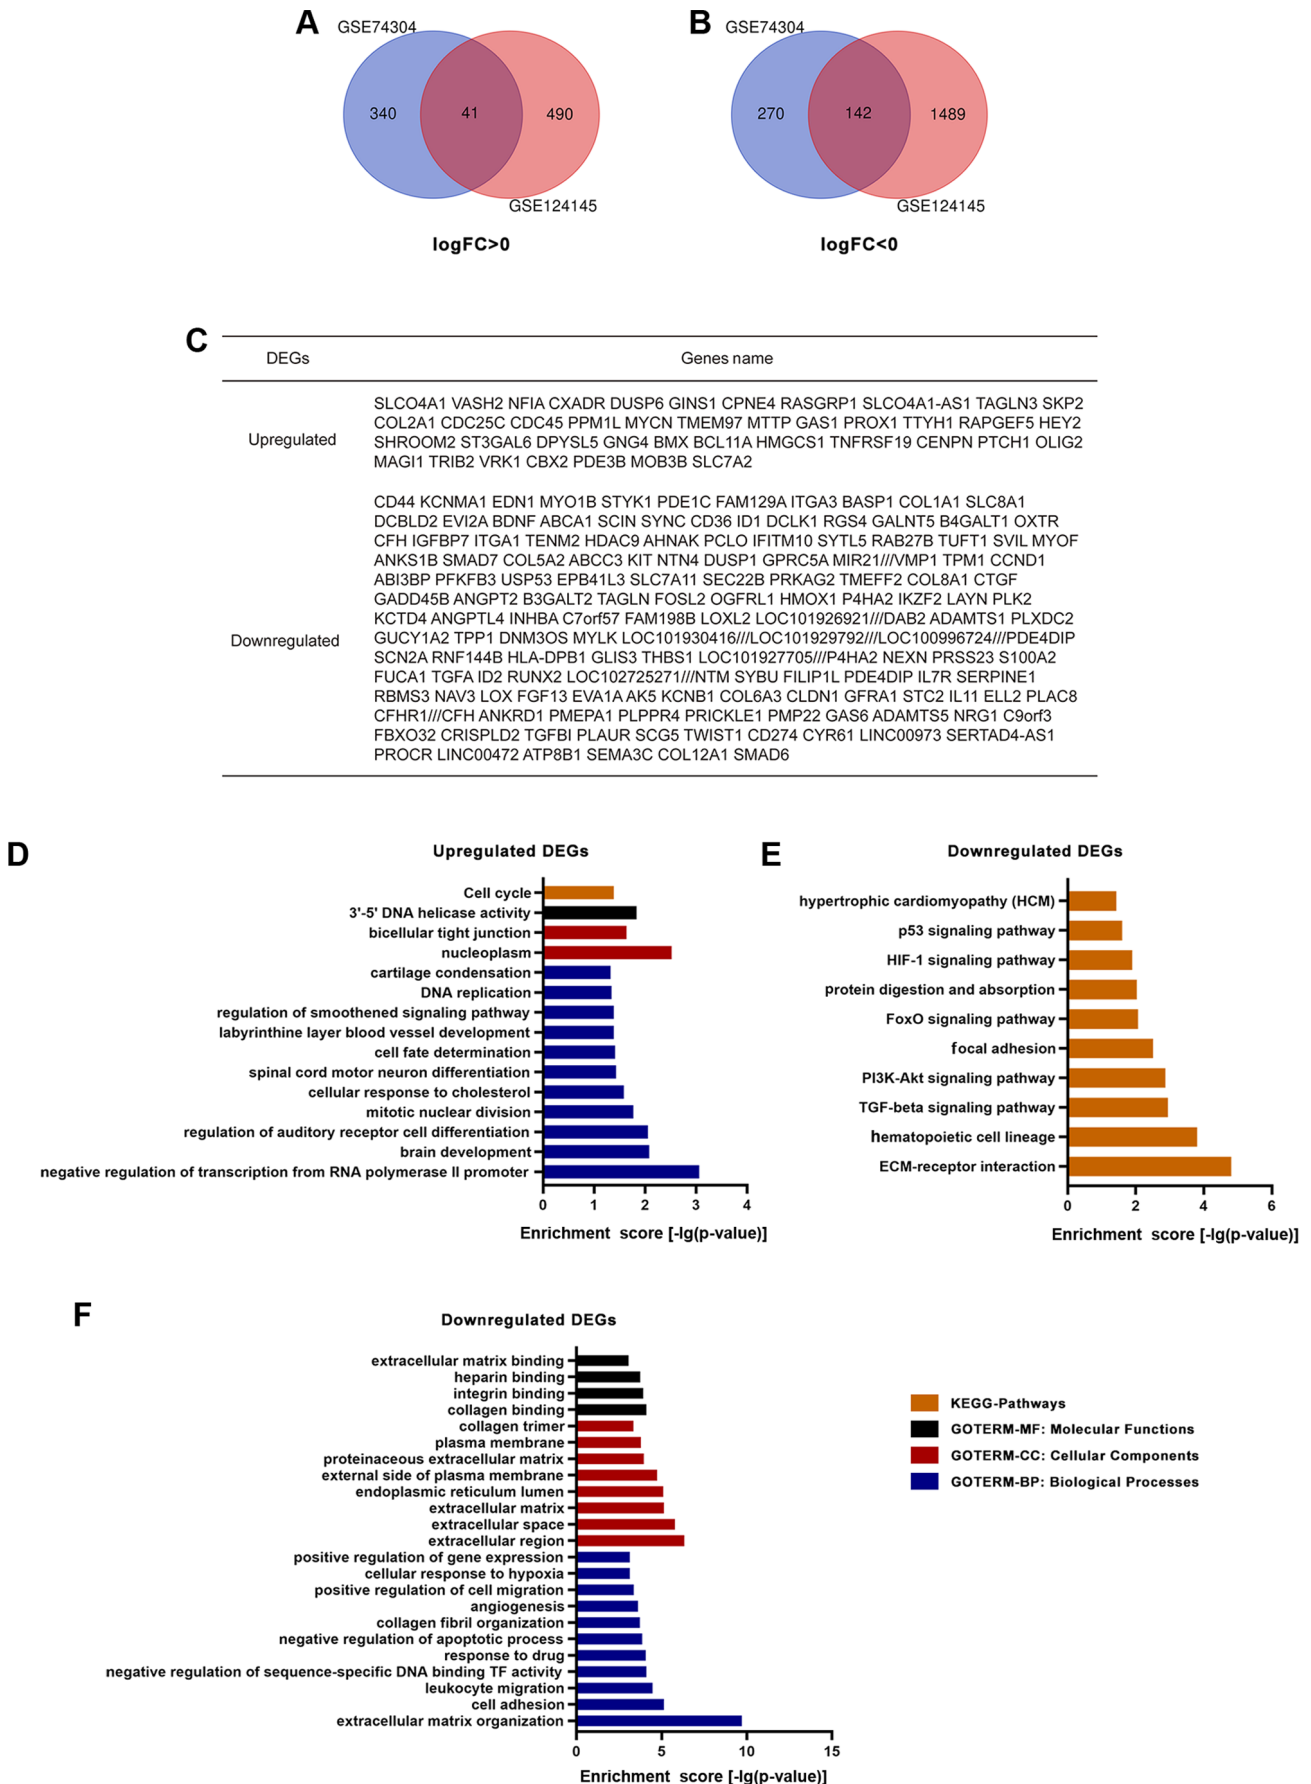 A
GSE74304
340
41
490
GSE124145
logFC>0
B
GSE74304
270
142
1489
GSE124145
logFC<0
C
DEGs
Genes name
Upregulated
SLCO4A1 VASH2 NFIA CXADR DUSP6 GINS1 CPNE4 RASGRP1 SLCO4A1-AS1 TAGLN3 SKP2
COL2A1 CDC25C CDC45 PPM1L MYCN TMEM97 MTTP GAS1 PROX1 TTYH1 RAPGEF5 HEY2
SHROOM2 ST3GAL6 DPYSL5 GNG4 BMX BCL11A HMGCS1 TNFRSF19 CENPN PTCH1 OLIG2
MAGI1 TRIB2 VRK1 CBX2 PDE3B MOB3B SLC7A2
Downregulated
CD44 KCNMA1 EDN1 MYO1B STYK1 PDE1C FAM129A ITGA3 BASP1 COL1A1 SLC8A1
DCBLD2 EVI2A BDNF ABCA1 SCIN SYNC CD36 ID1 DCLK1 RGS4 GALNT5 B4GALT1 OXTR
CFH IGFBP7 ITGA1 TENM2 HDAC9 AHNAK PCLO IFITM10 SYTL5 RAB27B TUFT1 SVIL MYOF
ANKS1B SMAD7 COL5A2 ABCC3 KIT NTN4 DUSP1 GPRC5A MIR21///VMP1 TPM1 CCND1
ABI3BP PFKFB3 USP53 EPB41L3 SLC7A11 SEC22B PRKAG2 TMEFF2 COL8A1 CTGF
GADD45B ANGPT2 B3GALT2 TAGLN FOSL2 OGFRL1 HMOX1 P4HA2 IKZF2 LAYN PLK2
KCTD4 ANGPTL4 INHBA C7orf57 FAM198B LOXL2 LOC101926921///DAB2 ADAMTS1 PLXDC2
GUCY1A2 TPP1 DNM3OS MYLK LOC101930416///LOC101929792///LOC100996724///PDE4DIP
SCN2A RNF144B HLA-DPB1 GLIS3 THBS1 LOC101927705///P4HA2 NEXN PRSS23 S100A2
FUCA1 TGFA ID2 RUNX2 LOC102725271///NTM SYBU FILIP1L PDE4DIP IL7R SERPINE1
RBMS3 NAV3 LOX FGF13 EVA1A AK5 KCNB1 COL6A3 CLDN1 GFRA1 STC2 IL11 ELL2 PLAC8
CFHR1///CFH ANKRD1 PMEPA1 PLPPR4 PRICKLE1 PMP22 GAS6 ADAMTS5 NRG1 C9orf3
FBXO32 CRISPLD2 TGFBI PLAUR SCG5 TWIST1 CD274 CYR61 LINC00973 SERTAD4-AS1
PROCR LINC00472 ATP8B1 SEMA3C COL12A1 SMAD6
D
Upregulated DEGs
Cell cycle
3'-5' DNA helicase activity
bicellular tight junction
nucleoplasm
cartilage condensation
DNA replication
regulation of smoothened signaling pathway
labyrinthine layer blood vessel development
cell fate determination
spinal cord motor neuron differentiation
cellular response to cholesterol
mitotic nuclear division
regulation of auditory receptor cell differentiation
brain development
negative regulation of transcription from RNA polymerase II promoter
0 1 2 3 4
Enrichment score [-lg(p-value)]
E
Downregulated DEGs
hypertrophic cardiomyopathy (HCM)
p53 signaling pathway
HIF-1 signaling pathway
protein digestion and absorption
FoxO signaling pathway
focal adhesion
PI3K-Akt signaling pathway
TGF-beta signaling pathway
hematopoietic cell lineage
ECM-receptor interaction
0 2 4 6
Enrichment score [-lg(p-value)]
F
Downregulated DEGs
extracellular matrix binding
heparin binding
integrin binding
collagen binding
collagen trimer
plasma membrane
proteinaceous extracellular matrix
external side of plasma membrane
endoplasmic reticulum lumen
extracellular matrix
extracellular space
extracellular region
positive regulation of gene expression
cellular response to hypoxia
positive regulation of cell migration
angiogenesis
collagen fibril organization
negative regulation of apoptotic process
response to drug
negative regulation of sequence-specific DNA binding TF activity
leukocyte migration
cell adhesion
extracellular matrix organization
0 5 10 15
Enrichment score [-lg(p-value)]
KEGG-Pathways
GOTERM-MF: Molecular Functions
GOTERM-CC: Cellular Components
GOTERM-BP: Biological Processes